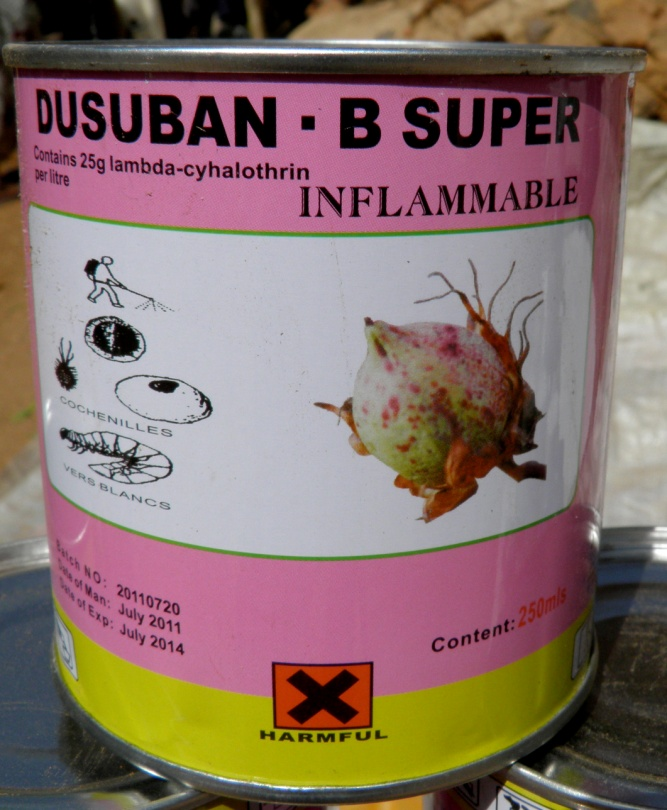 DUSUBAN · B SUPER
Contains 25g lambda-cyhalothrin
per litre
INFLAMMABLE
COCHENILLES
VERS BLANCS
Batch NO: 20110720
Date of Man: July 2011
Date of Exp: July 2014
Content: 250mls
HARMFUL